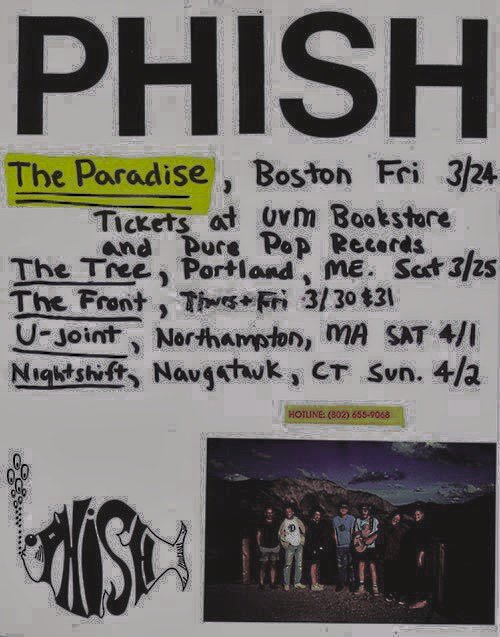 PHISH
The Paradise, Boston Fri 3/24
Tickets at UVM Bookstore
and Pure Pop Records
The Tree, Portland, ME. Sat 3/25
The Front, Thurs + Fri 3/30 & 31
U-Joint, Northampton, MA SAT 4/1
Nightshift, Naugatauk, CT Sun. 4/2
HOTLINE: (802) 655-9068
PHISH